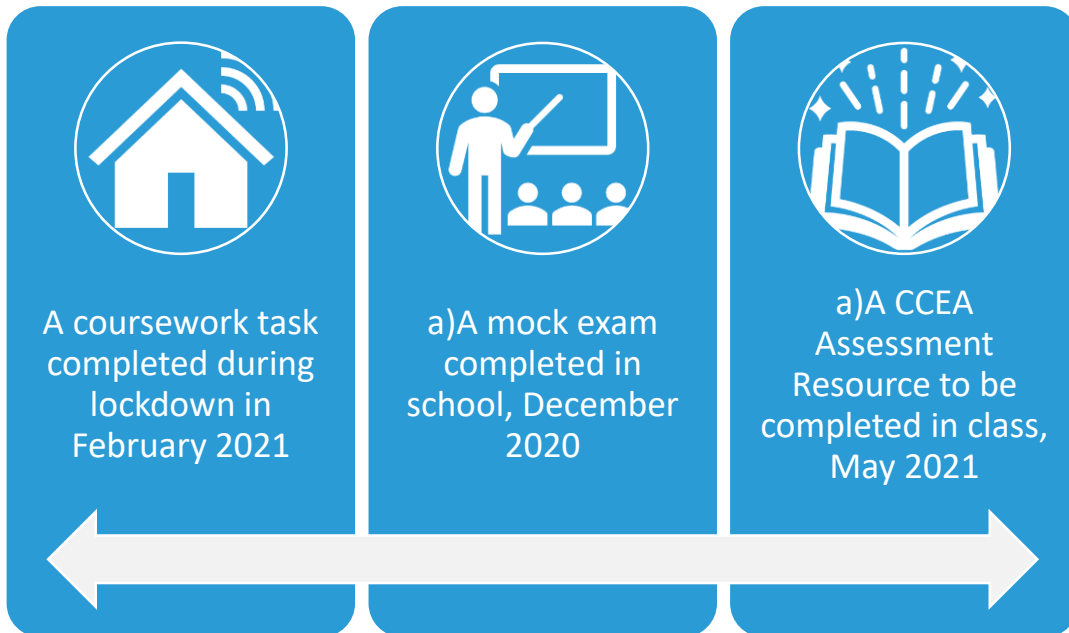 A coursework task
completed during
lockdown in
February 2021
a)A mock exam
completed in
school, December
2020
a)A CCEA
Assessment
Resource to be
completed in class,
May 2021